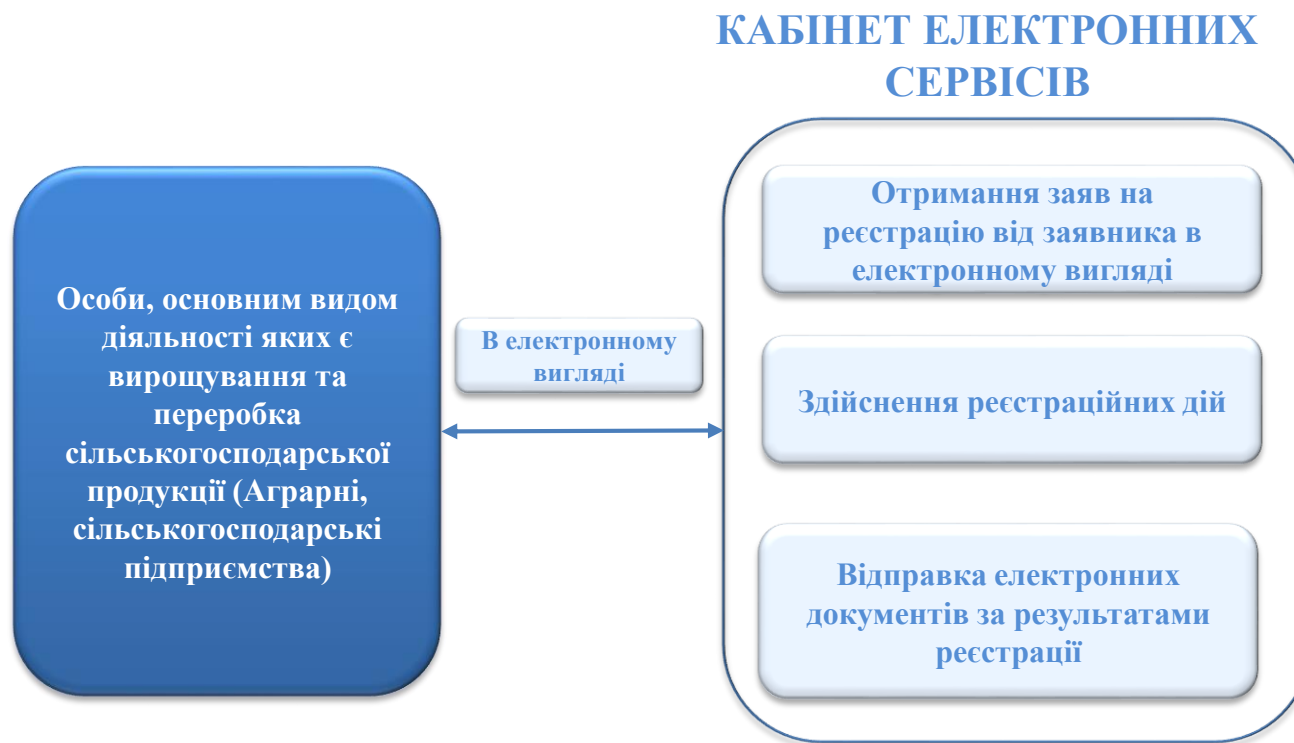 КАБІНЕТ ЕЛЕКТРОННИХ
СЕРВІСІВ
Особи, основним видом
діяльності яких є
вирощування та
переробка
сільськогосподарської
продукції (Аграрні,
сільськогосподарські
підприємства)
В електронному
вигляді
Отримання заяв на
реєстрацію від заявника в
електронному вигляді
Здійснення реєстраційних дій
Відправка електронних
документів за результатами
реєстрації